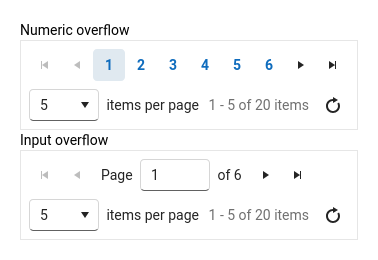 Numeric overflow
1 2 3 4 5 6
5 items per page 1 - 5 of 20 items
Input overflow
Page 1 of 6
5 items per page 1 - 5 of 20 items